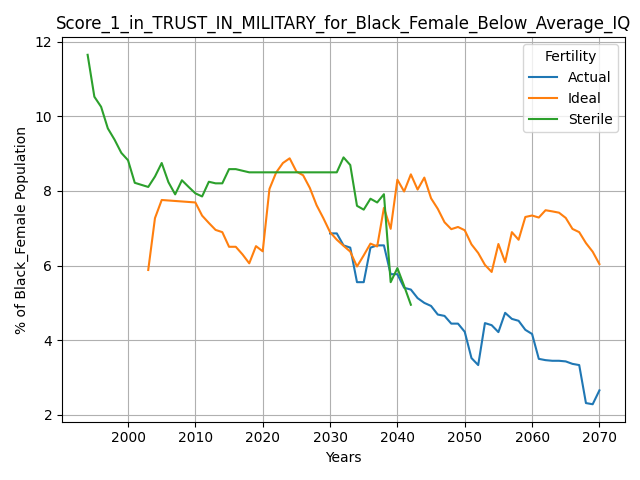 Score_1_in_TRUST_IN_MILITARY_for_Black_Female_Below_Average_IQ
12
10
8
6
4
2
% of Black_Female Population
Fertility
Actual
Ideal
Sterile
2000 2010 2020 2030 2040 2050 2060 2070
Years